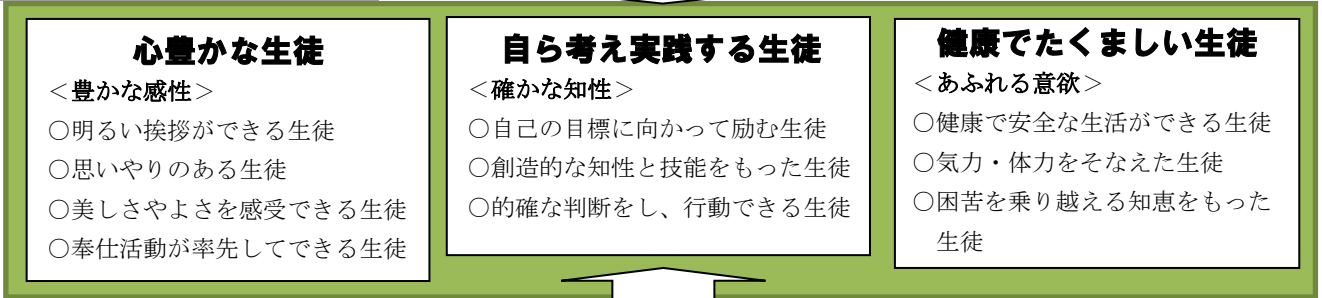 心豊かな生徒
＜豊かな感性＞
○明るい挨拶ができる生徒
○思いやりのある生徒
○美しさやよさを感受できる生徒
○奉仕活動が率先してできる生徒
自ら考え実践する生徒
＜確かな知性＞
○自己の目標に向かって励む生徒
○創造的な知性と技能をもった生徒
○的確な判断をし、行動できる生徒
健康でたくましい生徒
＜あふれる意欲＞
○健康で安全な生活ができる生徒
○気力・体力をそなえた生徒
○困苦を乗り越える知恵をもった
生徒